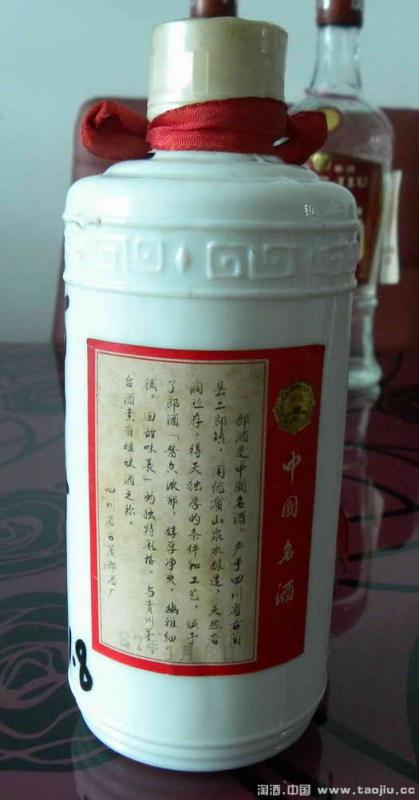 中国名酒
郎酒是中国名酒,产于四川省古蔺
县二郎镇,用优质山泉水酿造,天然岩
洞贮存,得天独厚的条件和工艺,赋予
了郎酒「酱香浓郁,醇厚净爽,幽雅细
腻,回甜味长」的独特风格,与贵州茅
台酒素有姐妹酒之称。
四川省古蔺郎酒厂
.8
JIU
淘酒.中国 www.taojiu.cc